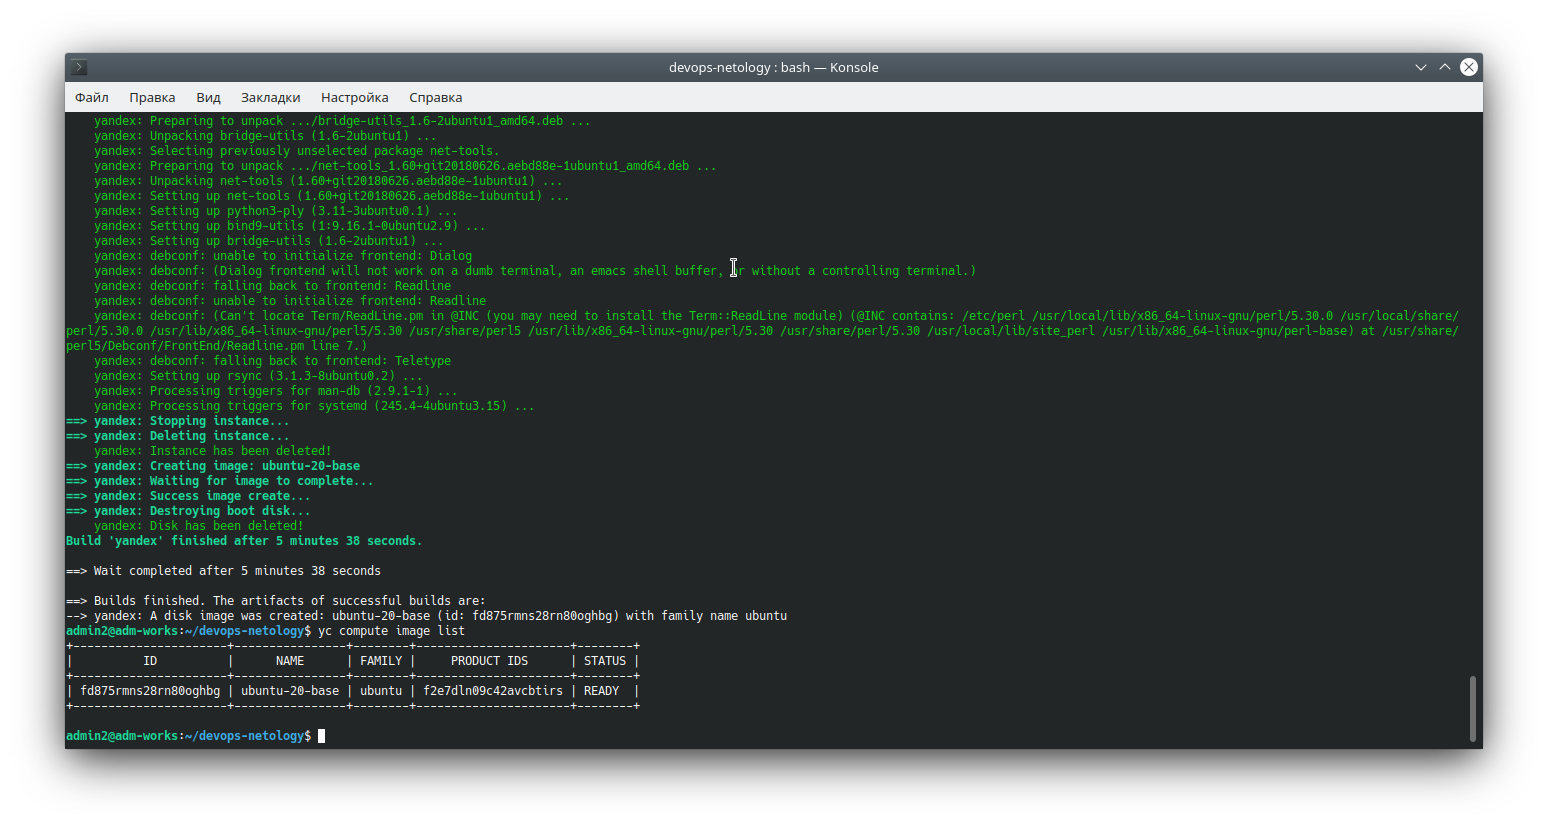 devops-netology : bash — Konsole
Файл Правка Вид Закладки Настройка Справка
yandex: Preparing to unpack .../bridge-utils_1.6-2ubuntu1_amd64.deb ...
yandex: Unpacking bridge-utils (1.6-2ubuntu1) ...
yandex: Selecting previously unselected package net-tools.
yandex: Preparing to unpack .../net-tools_1.60+git20180626.aebd88e-1ubuntu1_amd64.deb ...
yandex: Unpacking net-tools (1.60+git20180626.aebd88e-1ubuntu1) ...
yandex: Setting up net-tools (1.60+git20180626.aebd88e-1ubuntu1) ...
yandex: Setting up python3-ply (3.11-3ubuntu0.1) ...
yandex: Setting up bind9-utils (1:9.16.1-0ubuntu2.9) ...
yandex: Setting up bridge-utils (1.6-2ubuntu1) ...
yandex: debconf: unable to initialize frontend: Dialog
yandex: debconf: (Dialog frontend will not work on a dumb terminal, an emacs shell buffer, or without a controlling terminal.)
yandex: debconf: falling back to frontend: Readline
yandex: debconf: unable to initialize frontend: Readline
yandex: debconf: (Can't locate Term/ReadLine.pm in @INC (you may need to install the Term::ReadLine module) (@INC contains: /etc/perl /usr/local/lib/x86_64-linux-gnu/perl/5.30.0 /usr/local/share/
perl/5.30.0 /usr/lib/x86_64-linux-gnu/perl5/5.30 /usr/share/perl5 /usr/lib/x86_64-linux-gnu/perl/5.30 /usr/share/perl/5.30 /usr/local/lib/site_perl /usr/lib/x86_64-linux-gnu/perl-base) at /usr/share/
perl5/Debconf/FrontEnd/Readline.pm line 7.)
yandex: debconf: falling back to frontend: Teletype
yandex: Setting up rsync (3.1.3-8ubuntu0.2) ...
yandex: Processing triggers for man-db (2.9.1-1) ...
yandex: Processing triggers for systemd (245.4-4ubuntu3.15) ...
==> yandex: Stopping instance...
==> yandex: Deleting instance...
yandex: Instance has been deleted!
==> yandex: Creating image: ubuntu-20-base
==> yandex: Waiting for image to complete...
==> yandex: Success image create...
==> yandex: Destroying boot disk...
yandex: Disk has been deleted!
Build 'yandex' finished after 5 minutes 38 seconds.
==> Wait completed after 5 minutes 38 seconds
==> Builds finished. The artifacts of successful builds are:
--> yandex: A disk image was created: ubuntu-20-base (id: fd875rmns28rn80oghbg) with family name ubuntu
admin2@adm-works:~/devops-netology$ yc compute image list
+----------------------+----------------+--------+----------------------+--------+
| ID | NAME | FAMILY | PRODUCT IDS | STATUS |
+----------------------+----------------+--------+----------------------+--------+
| fd875rmns28rn80oghbg | ubuntu-20-base | ubuntu | f2e7dln09c42avcbtirs | READY |
+----------------------+----------------+--------+----------------------+--------+
admin2@adm-works:~/devops-netology$